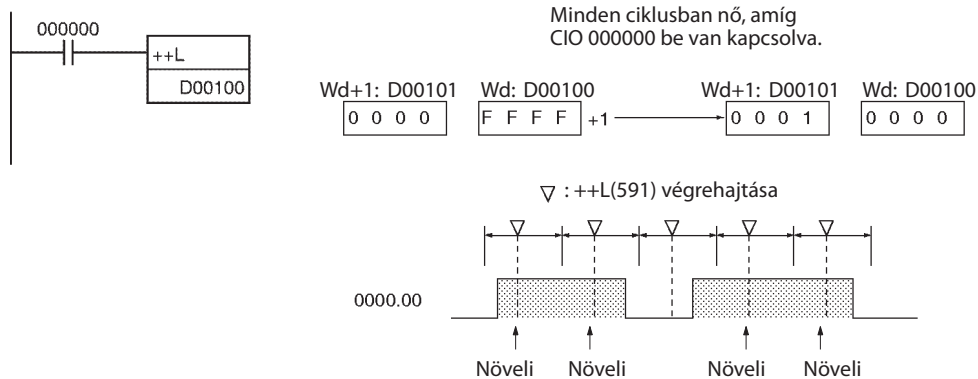 000000
++L
D00100
Minden ciklusban nő, amíg
CIO 000000 be van kapcsolva.
Wd+1: D00101 Wd: D00100 Wd+1: D00101 Wd: D00100
0 0 0 0 F F F F +1 0 0 0 1 0 0 0 0
: ++L(591) végrehajtása
0000.00
Növeli Növeli Növeli Növeli